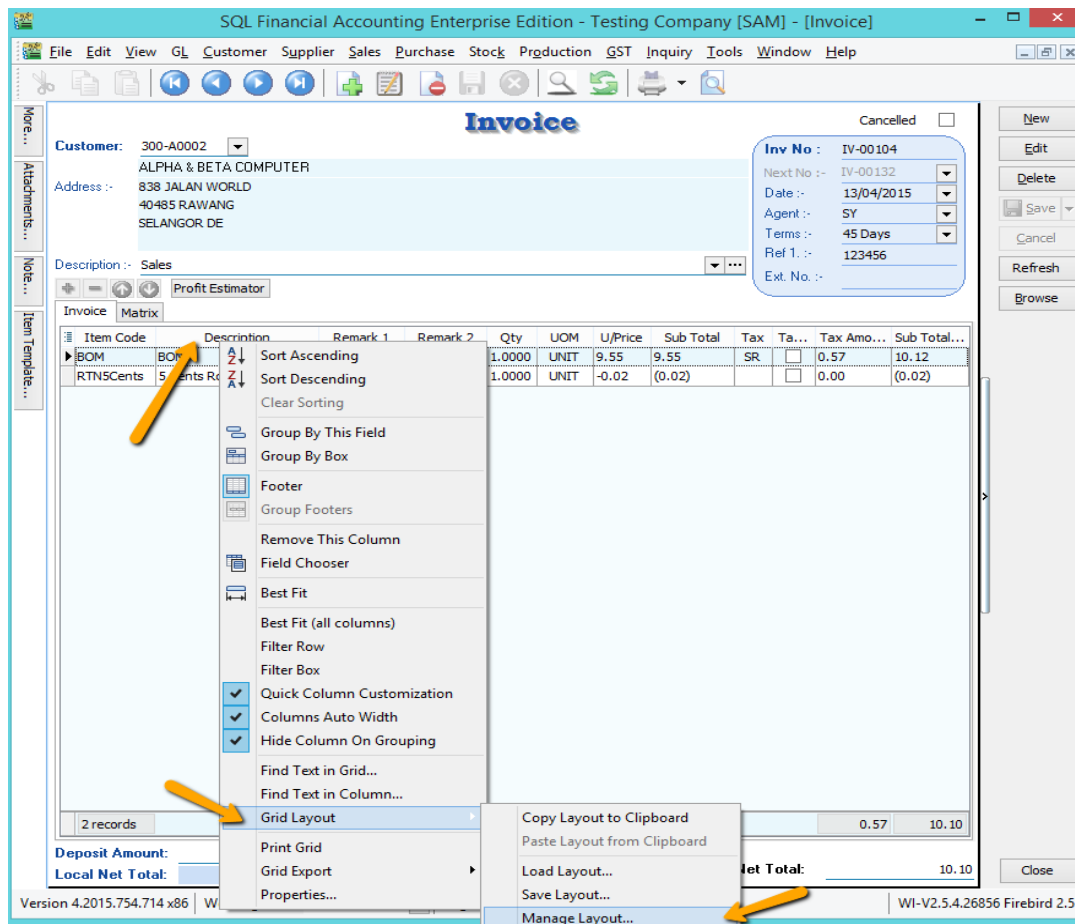 SQL Financial Accounting Enterprise Edition - Testing Company [SAM] - [Invoice]
File Edit View GL Customer Supplier Sales Purchase Stock Production GST Inquiry Tools Window Help
More...
Attachments...
Note...
Item Template...
Invoice
Cancelled
Customer: 300-A0002
ALPHA & BETA COMPUTER
Address :- 838 JALAN WORLD
40485 RAWANG
SELANGOR DE
Description :- Sales
Inv No : IV-00104
Next No :- IV-00132
Date :- 13/04/2015
Agent :- SY
Terms :- 45 Days
Ref 1. :- 123456
Ext. No. :-
New
Edit
Delete
Save
Cancel
Refresh
Browse
Profit Estimator
Invoice Matrix
Item Code Description Remark 1 Remark 2 Qty UOM U/Price Sub Total Tax Ta... Tax Amo... Sub Total...
BOM BOM 1.0000 UNIT 9.55 9.55 SR 0.57 10.12
RTN5Cents 5 Cents Ro 1.0000 UNIT -0.02 (0.02) 0.00 (0.02)
Sort Ascending
Sort Descending
Clear Sorting
Group By This Field
Group By Box
Footer
Group Footers
Remove This Column
Field Chooser
Best Fit
Best Fit (all columns)
Filter Row
Filter Box
Quick Column Customization
Columns Auto Width
Hide Column On Grouping
Find Text in Grid...
Find Text in Column...
Grid Layout
Print Grid
Grid Export
Properties...
Copy Layout to Clipboard
Paste Layout from Clipboard
Load Layout...
Save Layout...
Manage Layout...
2 records 0.57 10.10
Deposit Amount:
Local Net Total: Net Total: 10.10
Close
Version 4.2015.754.714 x86 WI-V2.5.4.26856 Firebird 2.5